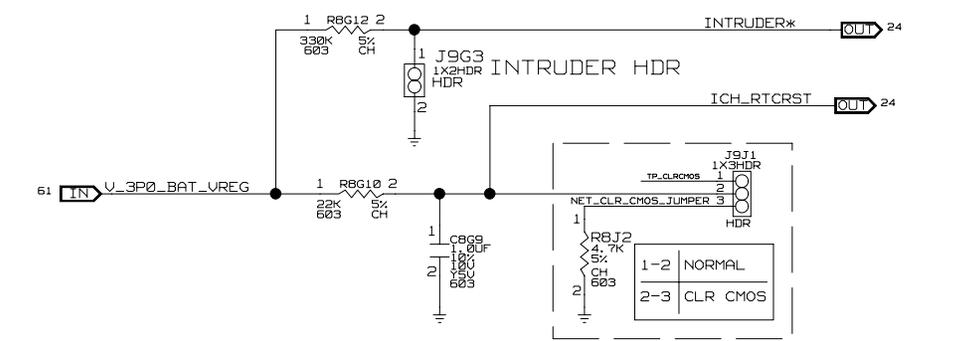 1 R8G12 2
330K 5%
603 CH
INTRUDER*
OUT 24
1 J9G3
1X2HDR
HDR
2
INTRUDER HDR
ICH_RTCRST
OUT 24
61 IN V_3P0_BAT_VREG
1 R8G10 2
22K 5%
603 CH
J9J1
1X3HDR
TP_CLRCMOS 1
2
NET_CLR_CMOS_JUMPER 3
HDR
1 C8G9
1.0UF
10%
10V
2 Y5V
603
1 R8J2
4.7K
5%
CH
2 603
1-2 NORMAL
2-3 CLR CMOS